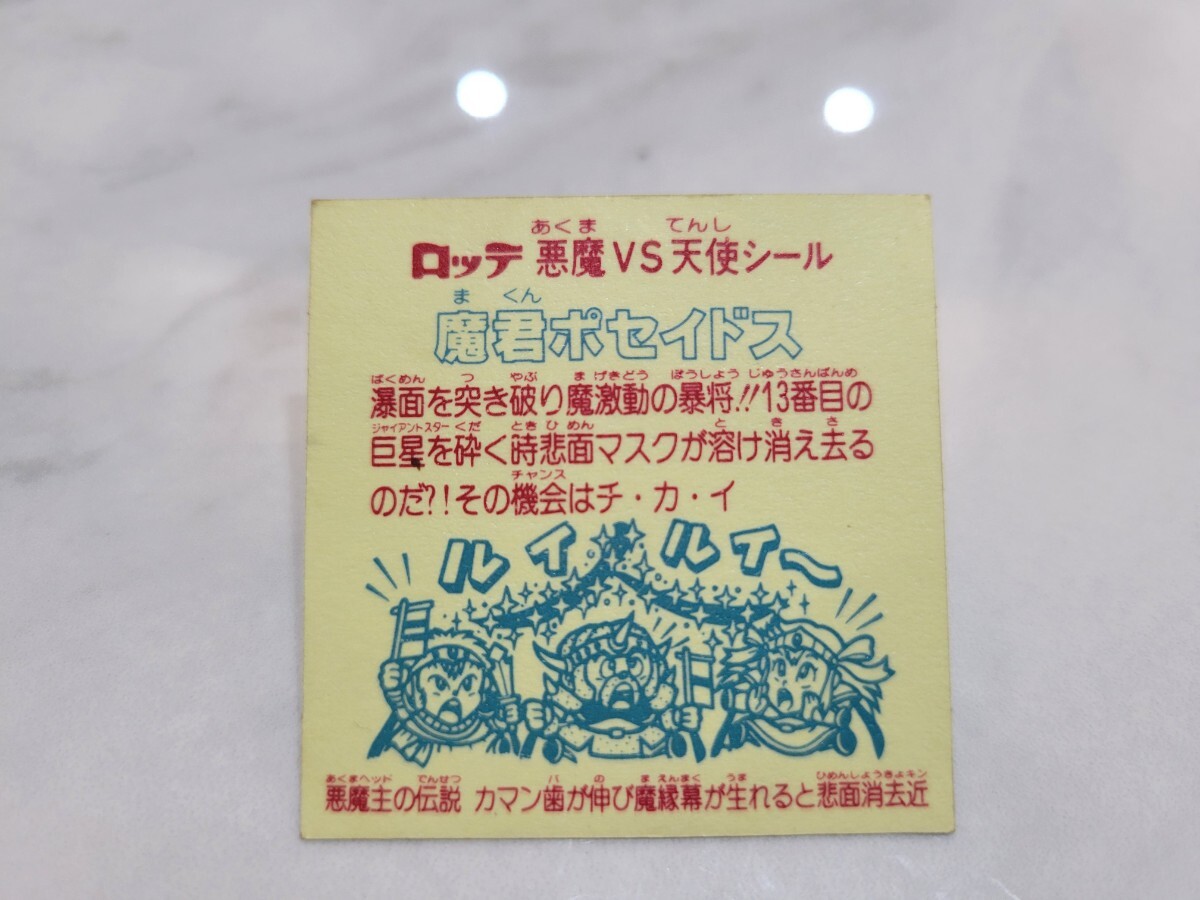 あくま てんし
ロッテ 悪魔VS天使シール
ま くん
魔君ポセイドス
ばくめん つ やぶ ま げきどう ぼうしょう じゅうさんばんめ
瀑面を突き破り魔激動の暴将!!13番目の
ジャイアントスター くだ とき ひ めん と き さ
巨星を砕く時悲面マスクが溶け消え去る
チャンス
のだ?!その機会はチ・カ・イ
ルイ ルイ〜
あくまヘッド でんせつ ハ の ま えんまく うま ひめんしょうきょキン
悪魔主の伝説 カマン歯が伸び魔縁幕が生れると悲面消去近